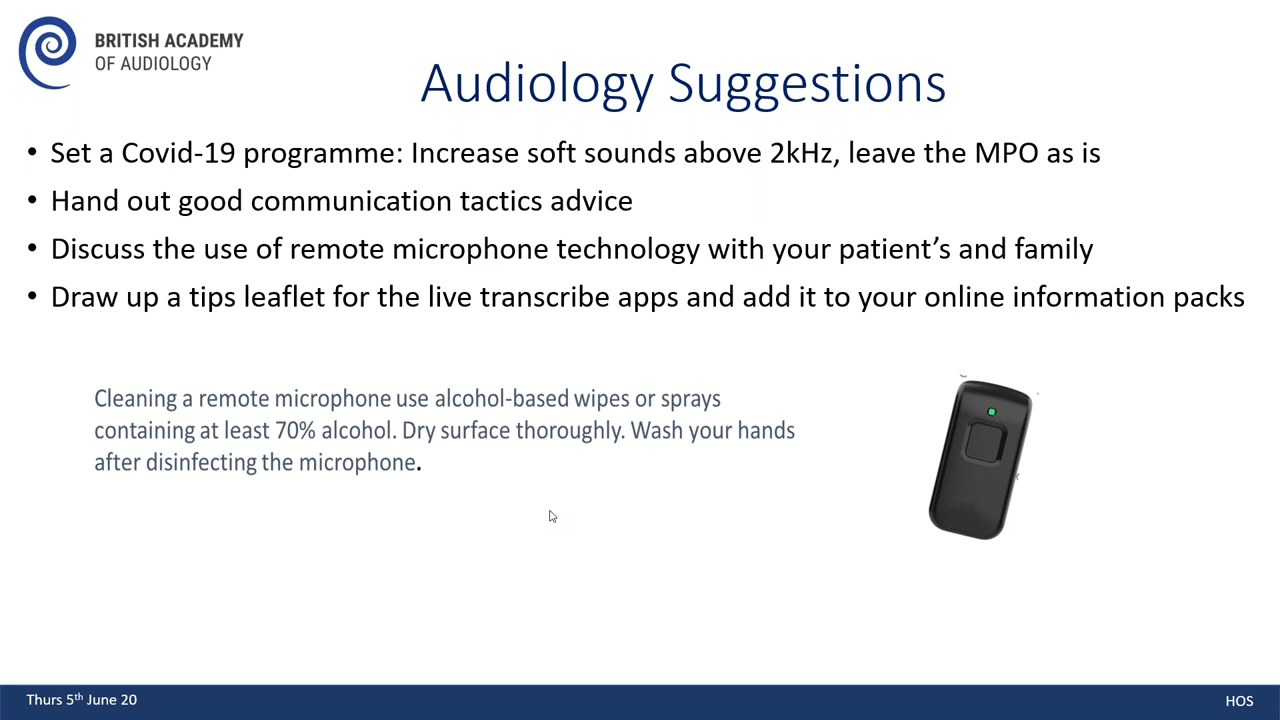 BRITISH ACADEMY
OF AUDIOLOGY
Audiology Suggestions
• Set a Covid-19 programme: Increase soft sounds above 2kHz, leave the MPO as is
• Hand out good communication tactics advice
• Discuss the use of remote microphone technology with your patient’s and family
• Draw up a tips leaflet for the live transcribe apps and add it to your online information packs
Cleaning a remote microphone use alcohol-based wipes or sprays
containing at least 70% alcohol. Dry surface thoroughly. Wash your hands
after disinfecting the microphone.
Thurs 5th June 20
HOS